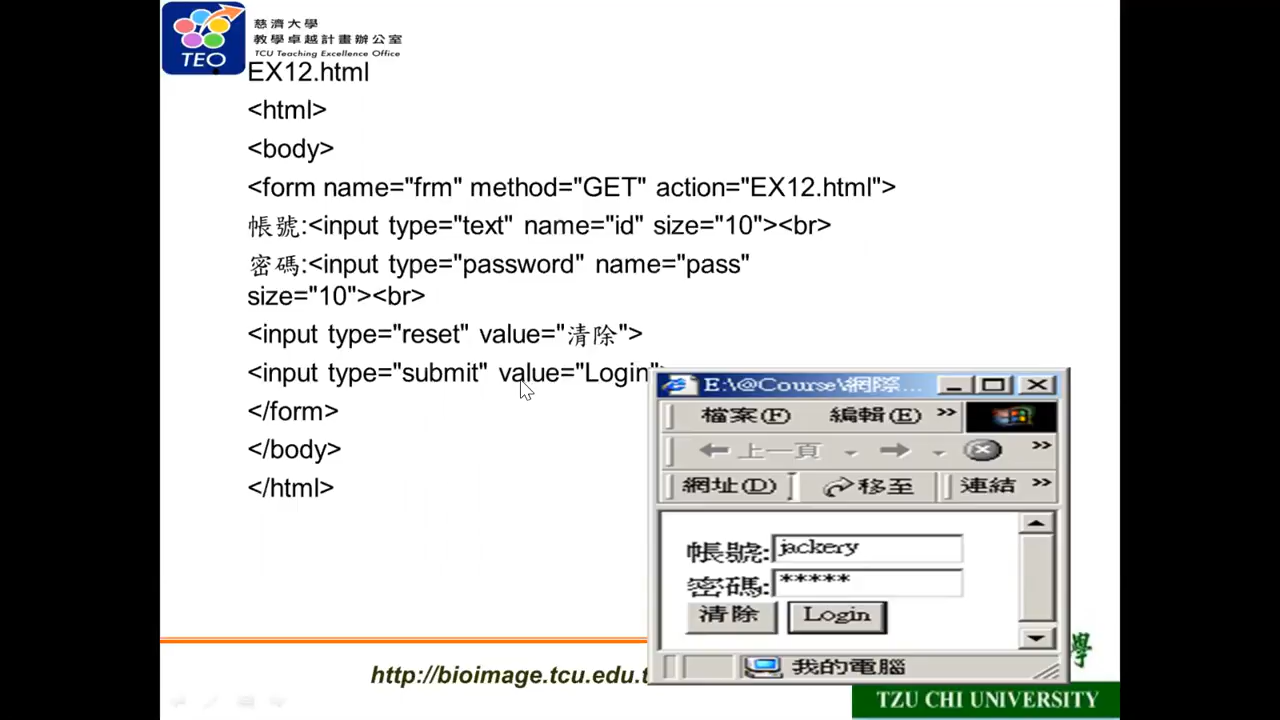 慈濟大學
教學卓越計畫辦公室
TCU Teaching Excellence Office
TEO
EX12.html
<html>
<body>
<form name="frm" method="GET" action="EX12.html">
帳號:<input type="text" name="id" size="10"><br>
密碼:<input type="password" name="pass"
size="10"><br>
<input type="reset" value="清除">
<input type="submit" value="Login">
</form>
</body>
</html>
E:\@Course\網際...
檔案(F) 編輯(E) »
上一頁 »
網址(D) 移至 連結 »
帳號: jackery
密碼: *****
清除 Login
我的電腦
http://bioimage.tcu.edu.t
學
TZU CHI UNIVERSITY